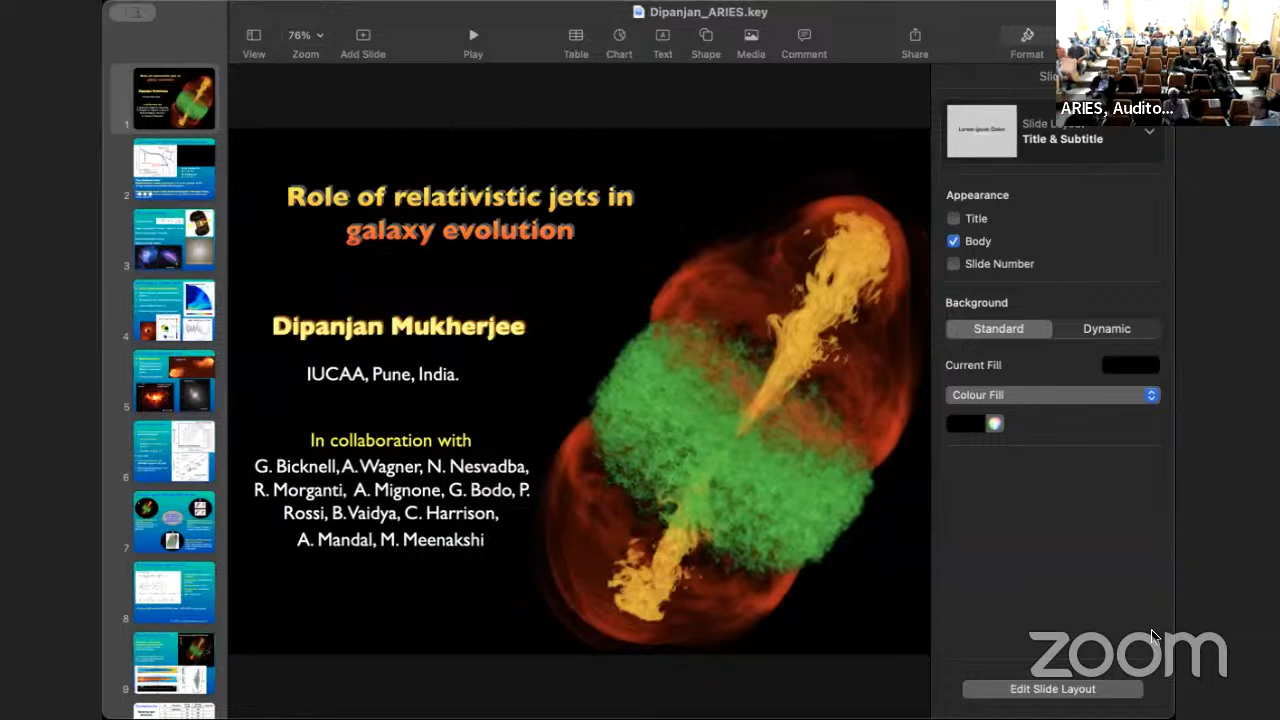 Dipanjan_ARIES.key
76%
View
Zoom
Add Slide
Play
Table
Chart
Text
Shape
Media
Comment
Share
Format
ARIES, Audito...
1
2
3
4
5
6
7
8
9
Role of relativistic jets in
galaxy evolution
Dipanjan Mukherjee
IUCAA, Pune, India.
In collaboration with
G. Bicknell, A. Wagner, N. Nesvadba,
R. Morganti, A. Mignone, G. Bodo, P.
Rossi, B. Vaidya, C. Harrison,
A. Mandal, M. Meenakshi
Lorem Ipsum Dolor
Title & Subtitle
Appearance
Title
Body
Slide Number
Background
Standard
Dynamic
Current Fill
Colour Fill
Edit Slide Layout
zoom